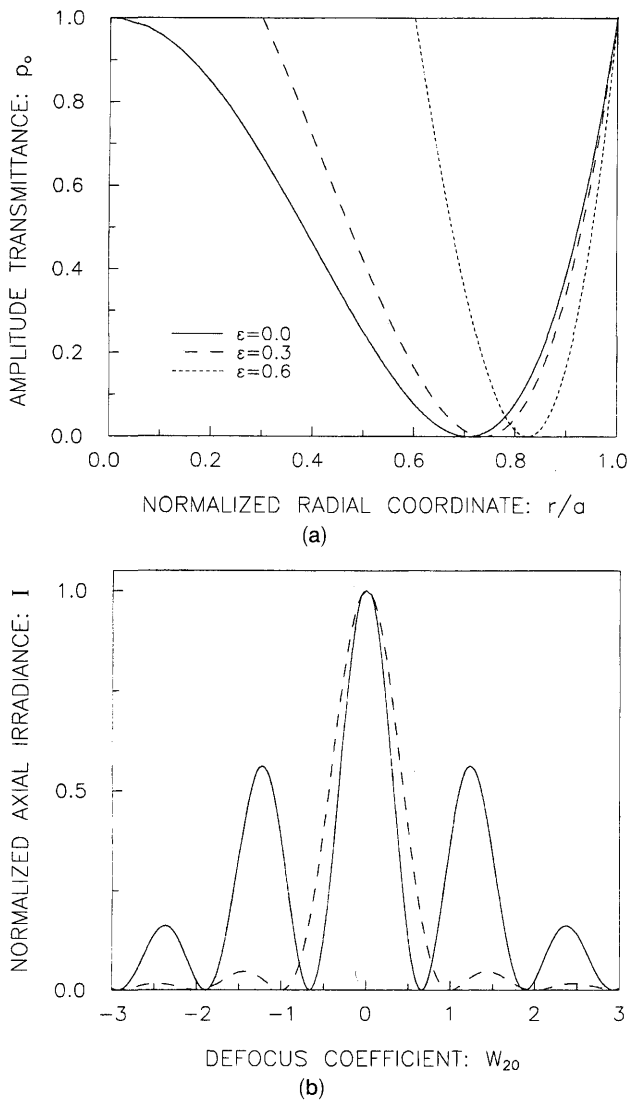 AMPLITUDE TRANSMITTANCE: ρₒ
1.0
0.8
0.6
0.4
0.2
0.0
ε=0.0
ε=0.3
ε=0.6
0.0 0.2 0.4 0.6 0.8 1.0
NORMALIZED RADIAL COORDINATE: r/a
(a)
NORMALIZED AXIAL IRRADIANCE: I
1.0
0.5
0.0
−3 −2 −1 0 1 2 3
DEFOCUS COEFFICIENT: W₂₀
(b)